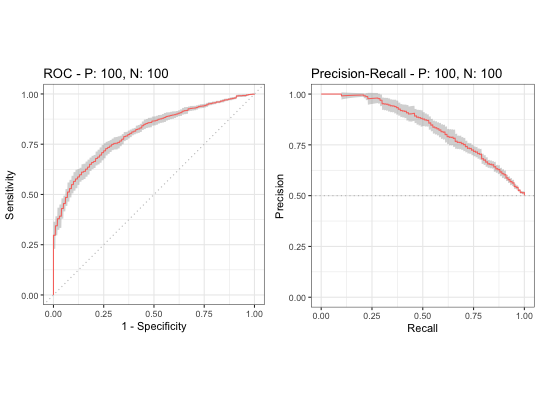 ROC - P: 100, N: 100
1.00
0.75
0.50
0.25
0.00
Sensitivity
0.00 0.25 0.50 0.75 1.00
1 - Specificity
Precision-Recall - P: 100, N: 100
1.00
0.75
0.50
0.25
0.00
Precision
0.00 0.25 0.50 0.75 1.00
Recall